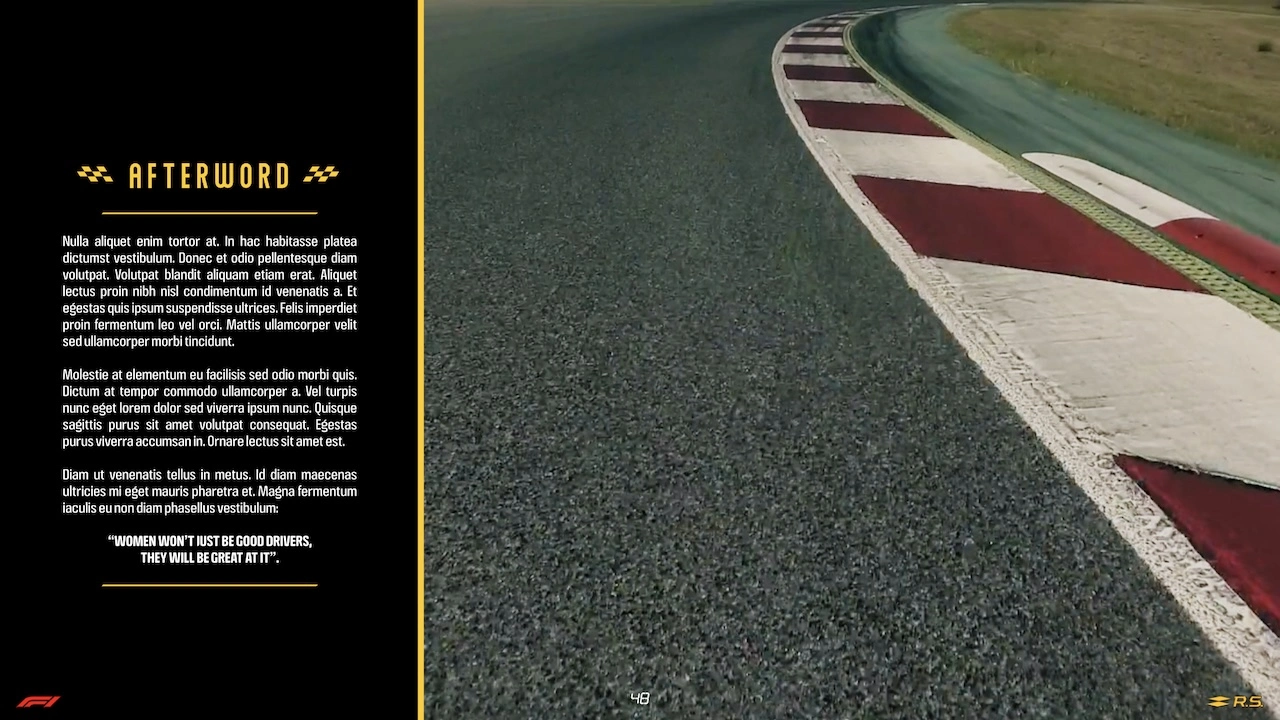 AFTERWORD
Nulla aliquet enim tortor at. In hac habitasse platea
dictumst vestibulum. Donec et odio pellentesque diam
volutpat. Volutpat blandit aliquam etiam erat. Aliquet
lectus proin nibh nisl condimentum id venenatis a. Et
egestas quis ipsum suspendisse ultrices. Felis imperdiet
proin fermentum leo vel orci. Mattis ullamcorper velit
sed ullamcorper morbi tincidunt.
Molestie at elementum eu facilisis sed odio morbi quis.
Dictum at tempor commodo ullamcorper a. Vel turpis
nunc eget lorem dolor sed viverra ipsum nunc. Quisque
sagittis purus sit amet volutpat consequat. Egestas
purus viverra accumsan in. Ornare lectus sit amet est.
Diam ut venenatis tellus in metus. Id diam maecenas
ultricies mi eget mauris pharetra et. Magna fermentum
iaculis eu non diam phasellus vestibulum:
“WOMEN WON’T JUST BE GOOD DRIVERS,
THEY WILL BE GREAT AT IT”.
F1
48
R.S.